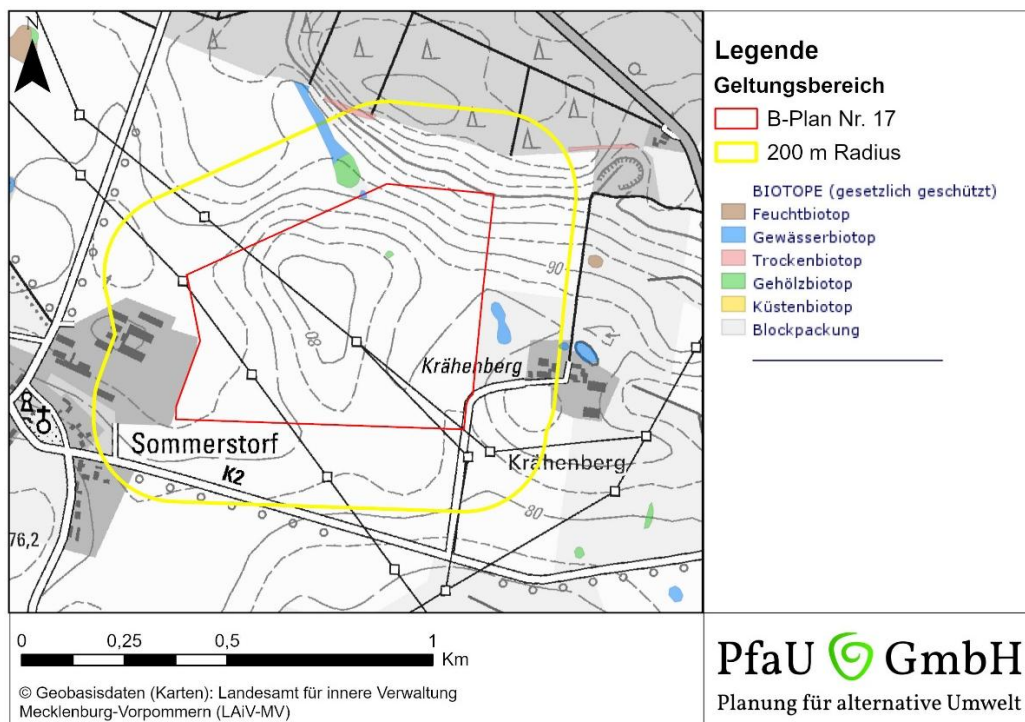 N
Krähenberg
Sommerstorf
K2
Krähenberg
90
80
80
76,2
Legende
Geltungsbereich
B-Plan Nr. 17
200 m Radius
BIOTOPE (gesetzlich geschützt)
Feuchtbiotop
Gewässerbiotop
Trockenbiotop
Gehölzbiotop
Küstenbiotop
Blockpackung
0 0,25 0,5 1
Km
© Geobasisdaten (Karten): Landesamt für innere Verwaltung
Mecklenburg-Vorpommern (LAiV-MV)
PfaU GmbH
Planung für alternative Umwelt